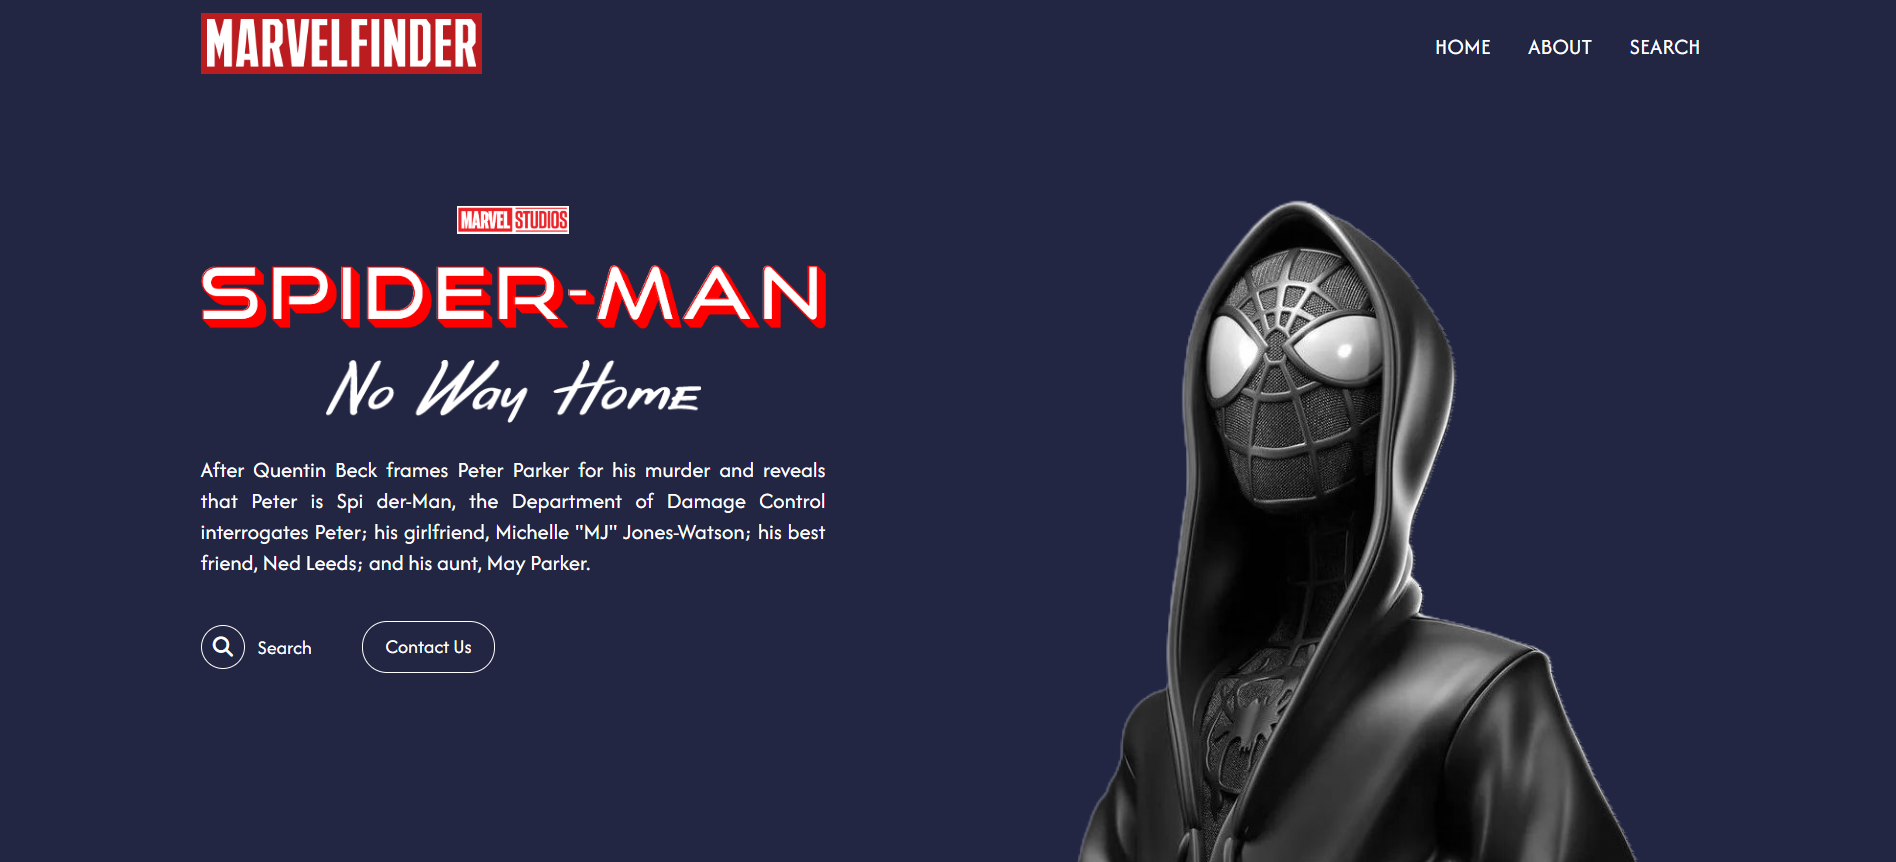 MARVELFINDER
HOME ABOUT SEARCH
MARVEL STUDIOS
SPIDER-MAN
No Way Home
After Quentin Beck frames Peter Parker for his murder and reveals
that Peter is Spi der-Man, the Department of Damage Control
interrogates Peter; his girlfriend, Michelle "MJ" Jones-Watson; his best
friend, Ned Leeds; and his aunt, May Parker.
Search
Contact Us